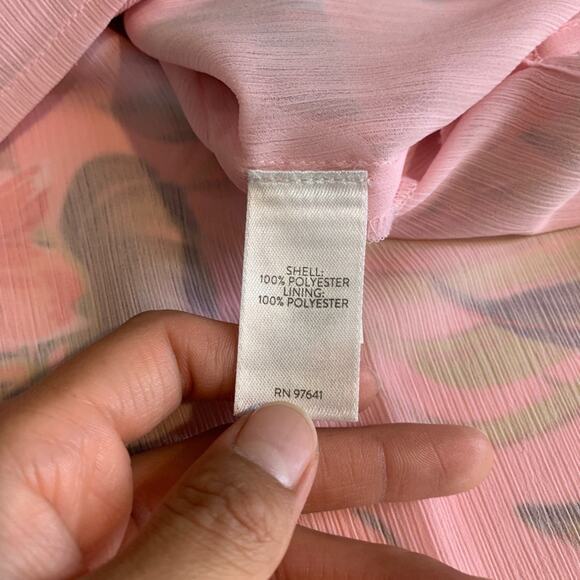 SHELL:
100% POLYESTER
LINING:
100% POLYESTER
RN 97641